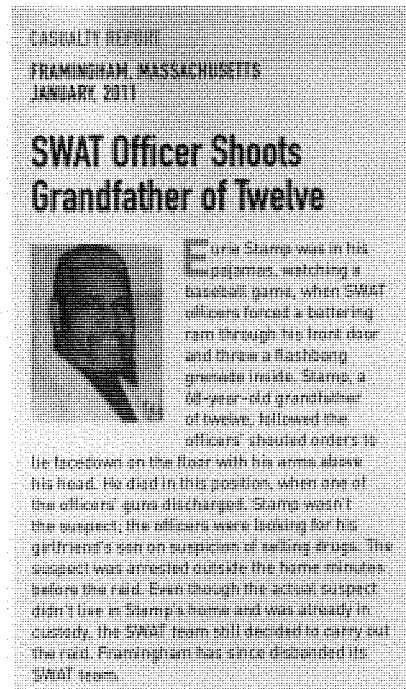 CASUALTY REPORT
FRAMINGHAM, MASSACHUSETTS
JANUARY, 2011
SWAT Officer Shoots
Grandfather of Twelve
Eurie Stamp was in his
pajamas, watching a
baseball game, when SWAT
officers forced a battering
ram through his front door
and threw a flashbang
grenade inside. Stamp, a
68-year-old grandfather
of twelve, followed the
officers' shouted orders to
lie facedown on the floor with his arms above
his head. He died in this position, when one of
the officers' guns discharged. Stamp wasn't
the suspect; the officers were looking for his
girlfriend's son on suspicion of selling drugs. The
suspect was arrested outside the home minutes
before the raid. Even though the actual suspect
didn't live in Stamp's home and was already in
custody, the SWAT team still decided to carry out
the raid. Framingham has since disbanded its
SWAT team.